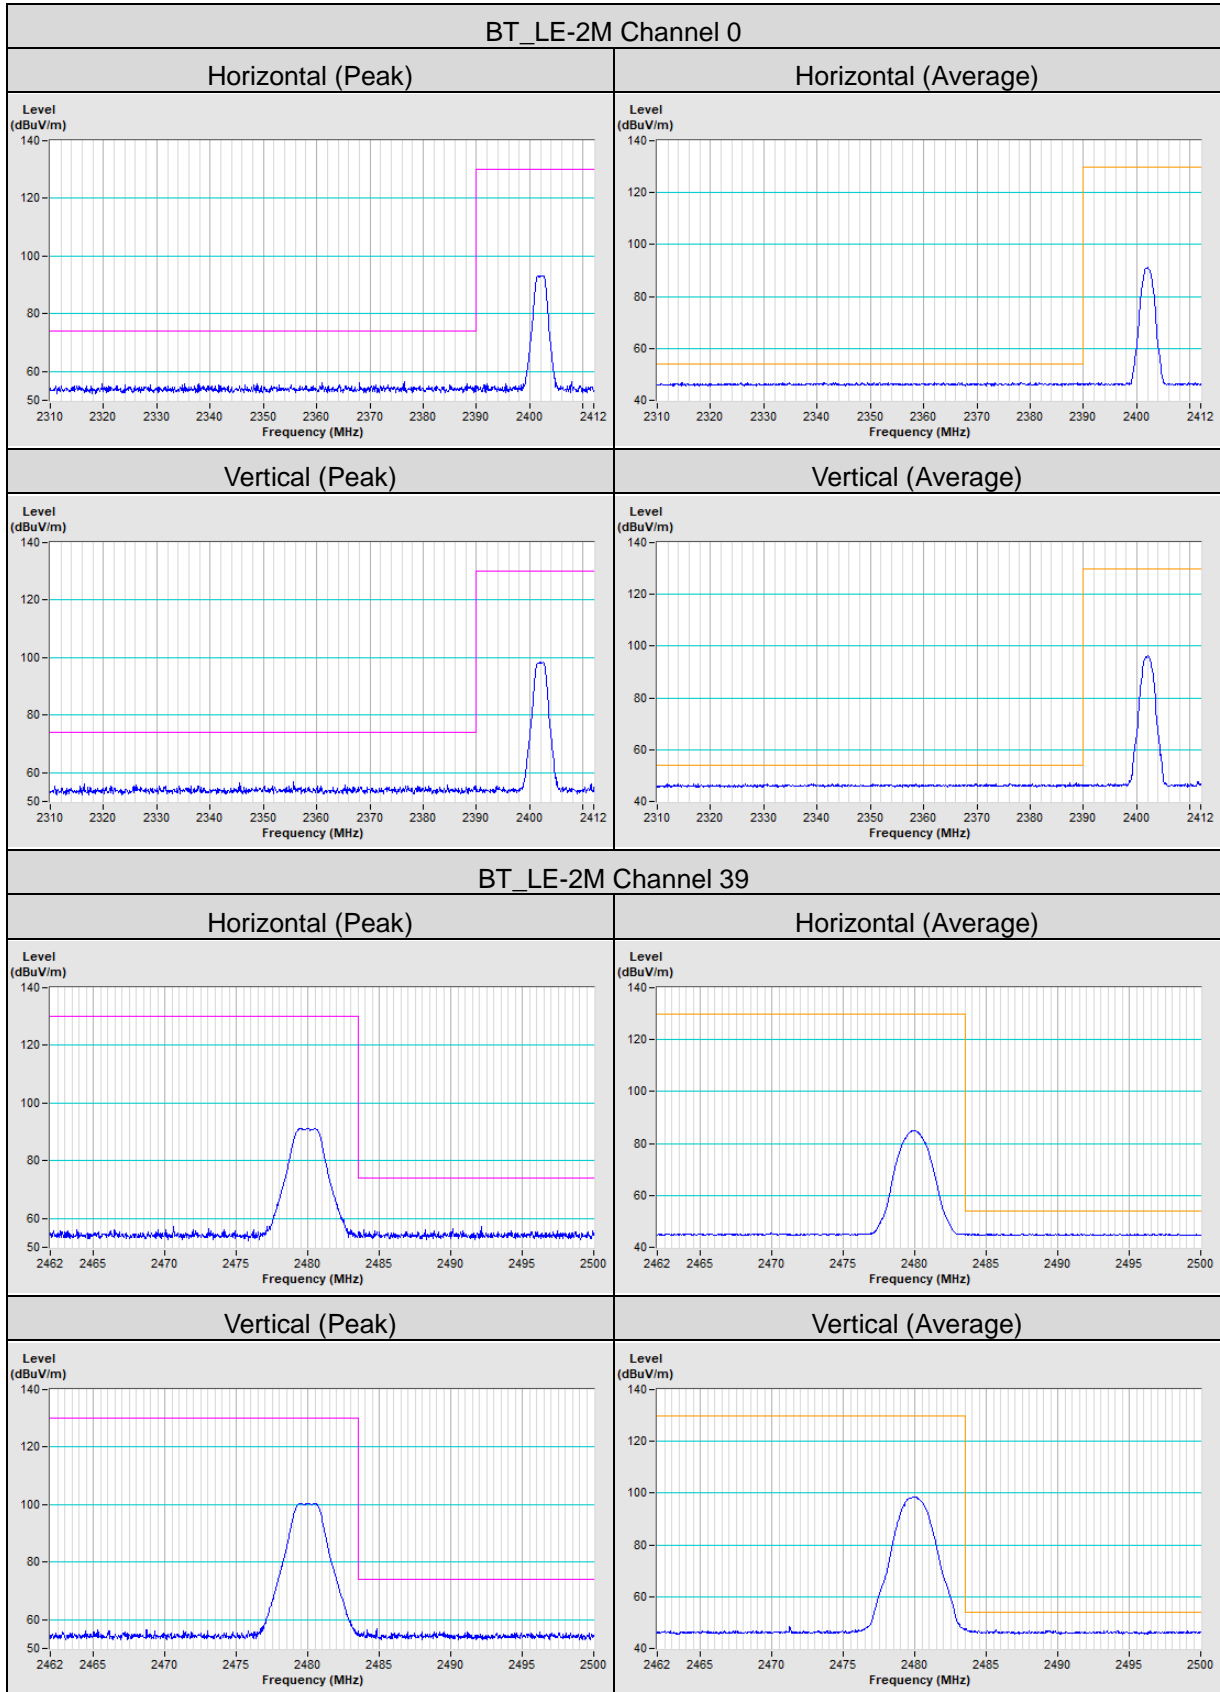 BT_LE-2M Channel 0
Horizontal (Peak)
Horizontal (Average)
Level
(dBuV/m)
140
120
100
80
60
50
2310 2320 2330 2340 2350 2360 2370 2380 2390 2400 2412
Frequency (MHz)
Level
(dBuV/m)
140
120
100
80
60
40
2310 2320 2330 2340 2350 2360 2370 2380 2390 2400 2412
Frequency (MHz)
Vertical (Peak)
Vertical (Average)
Level
(dBuV/m)
140
120
100
80
60
50
2310 2320 2330 2340 2350 2360 2370 2380 2390 2400 2412
Frequency (MHz)
Level
(dBuV/m)
140
120
100
80
60
40
2310 2320 2330 2340 2350 2360 2370 2380 2390 2400 2412
Frequency (MHz)
BT_LE-2M Channel 39
Horizontal (Peak)
Horizontal (Average)
Level
(dBuV/m)
140
120
100
80
60
50
2462 2465 2470 2475 2480 2485 2490 2495 2500
Frequency (MHz)
Level
(dBuV/m)
140
120
100
80
60
40
2462 2465 2470 2475 2480 2485 2490 2495 2500
Frequency (MHz)
Vertical (Peak)
Vertical (Average)
Level
(dBuV/m)
140
120
100
80
60
50
2462 2465 2470 2475 2480 2485 2490 2495 2500
Frequency (MHz)
Level
(dBuV/m)
140
120
100
80
60
40
2462 2465 2470 2475 2480 2485 2490 2495 2500
Frequency (MHz)